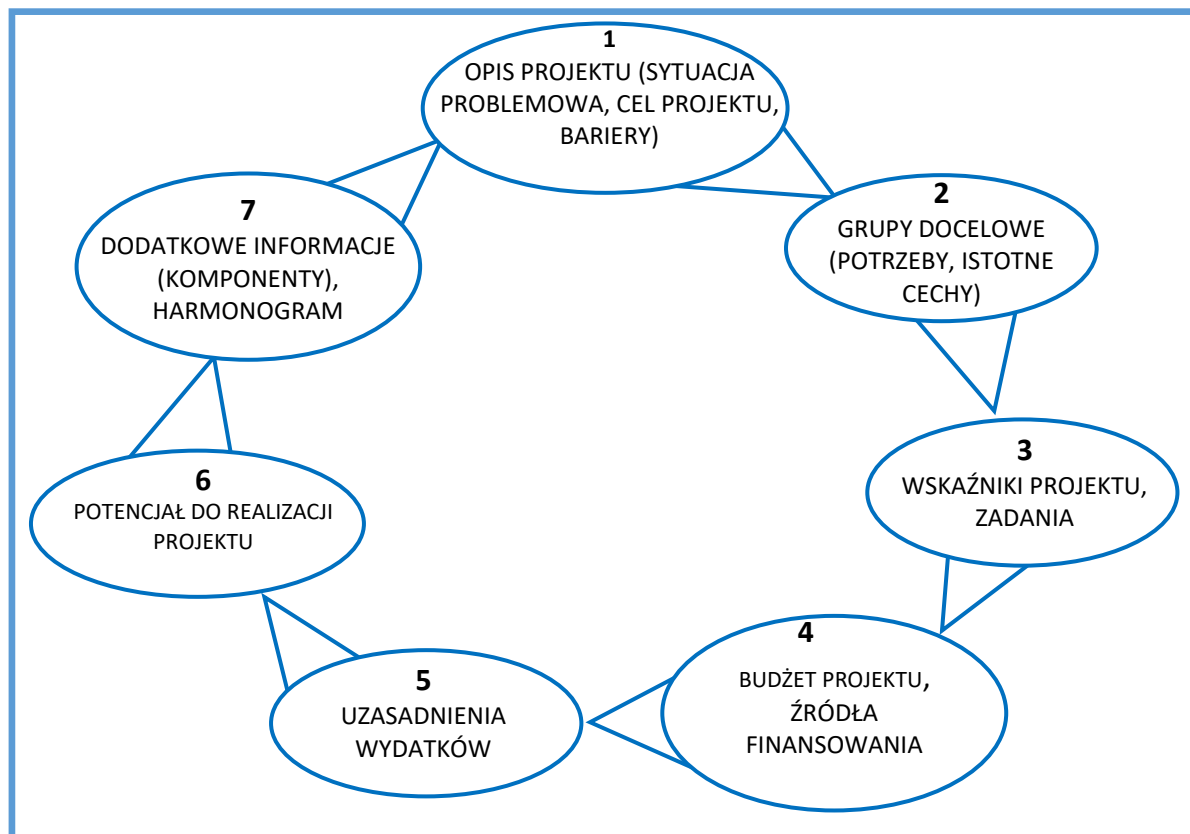 1
OPIS PROJEKTU (SYTUACJA
PROBLEMOWA, CEL PROJEKTU,
BARIERY)
2
GRUPY DOCELOWE
(POTRZEBY, ISTOTNE
CECHY)
3
WSKAŹNIKI PROJEKTU,
ZADANIA
4
BUDŻET PROJEKTU,
ŹRÓDŁA
FINANSOWANIA
5
UZASADNIENIA
WYDATKÓW
6
POTENCJAŁ DO REALIZACJI
PROJEKTU
7
DODATKOWE INFORMACJE
(KOMPONENTY),
HARMONOGRAM